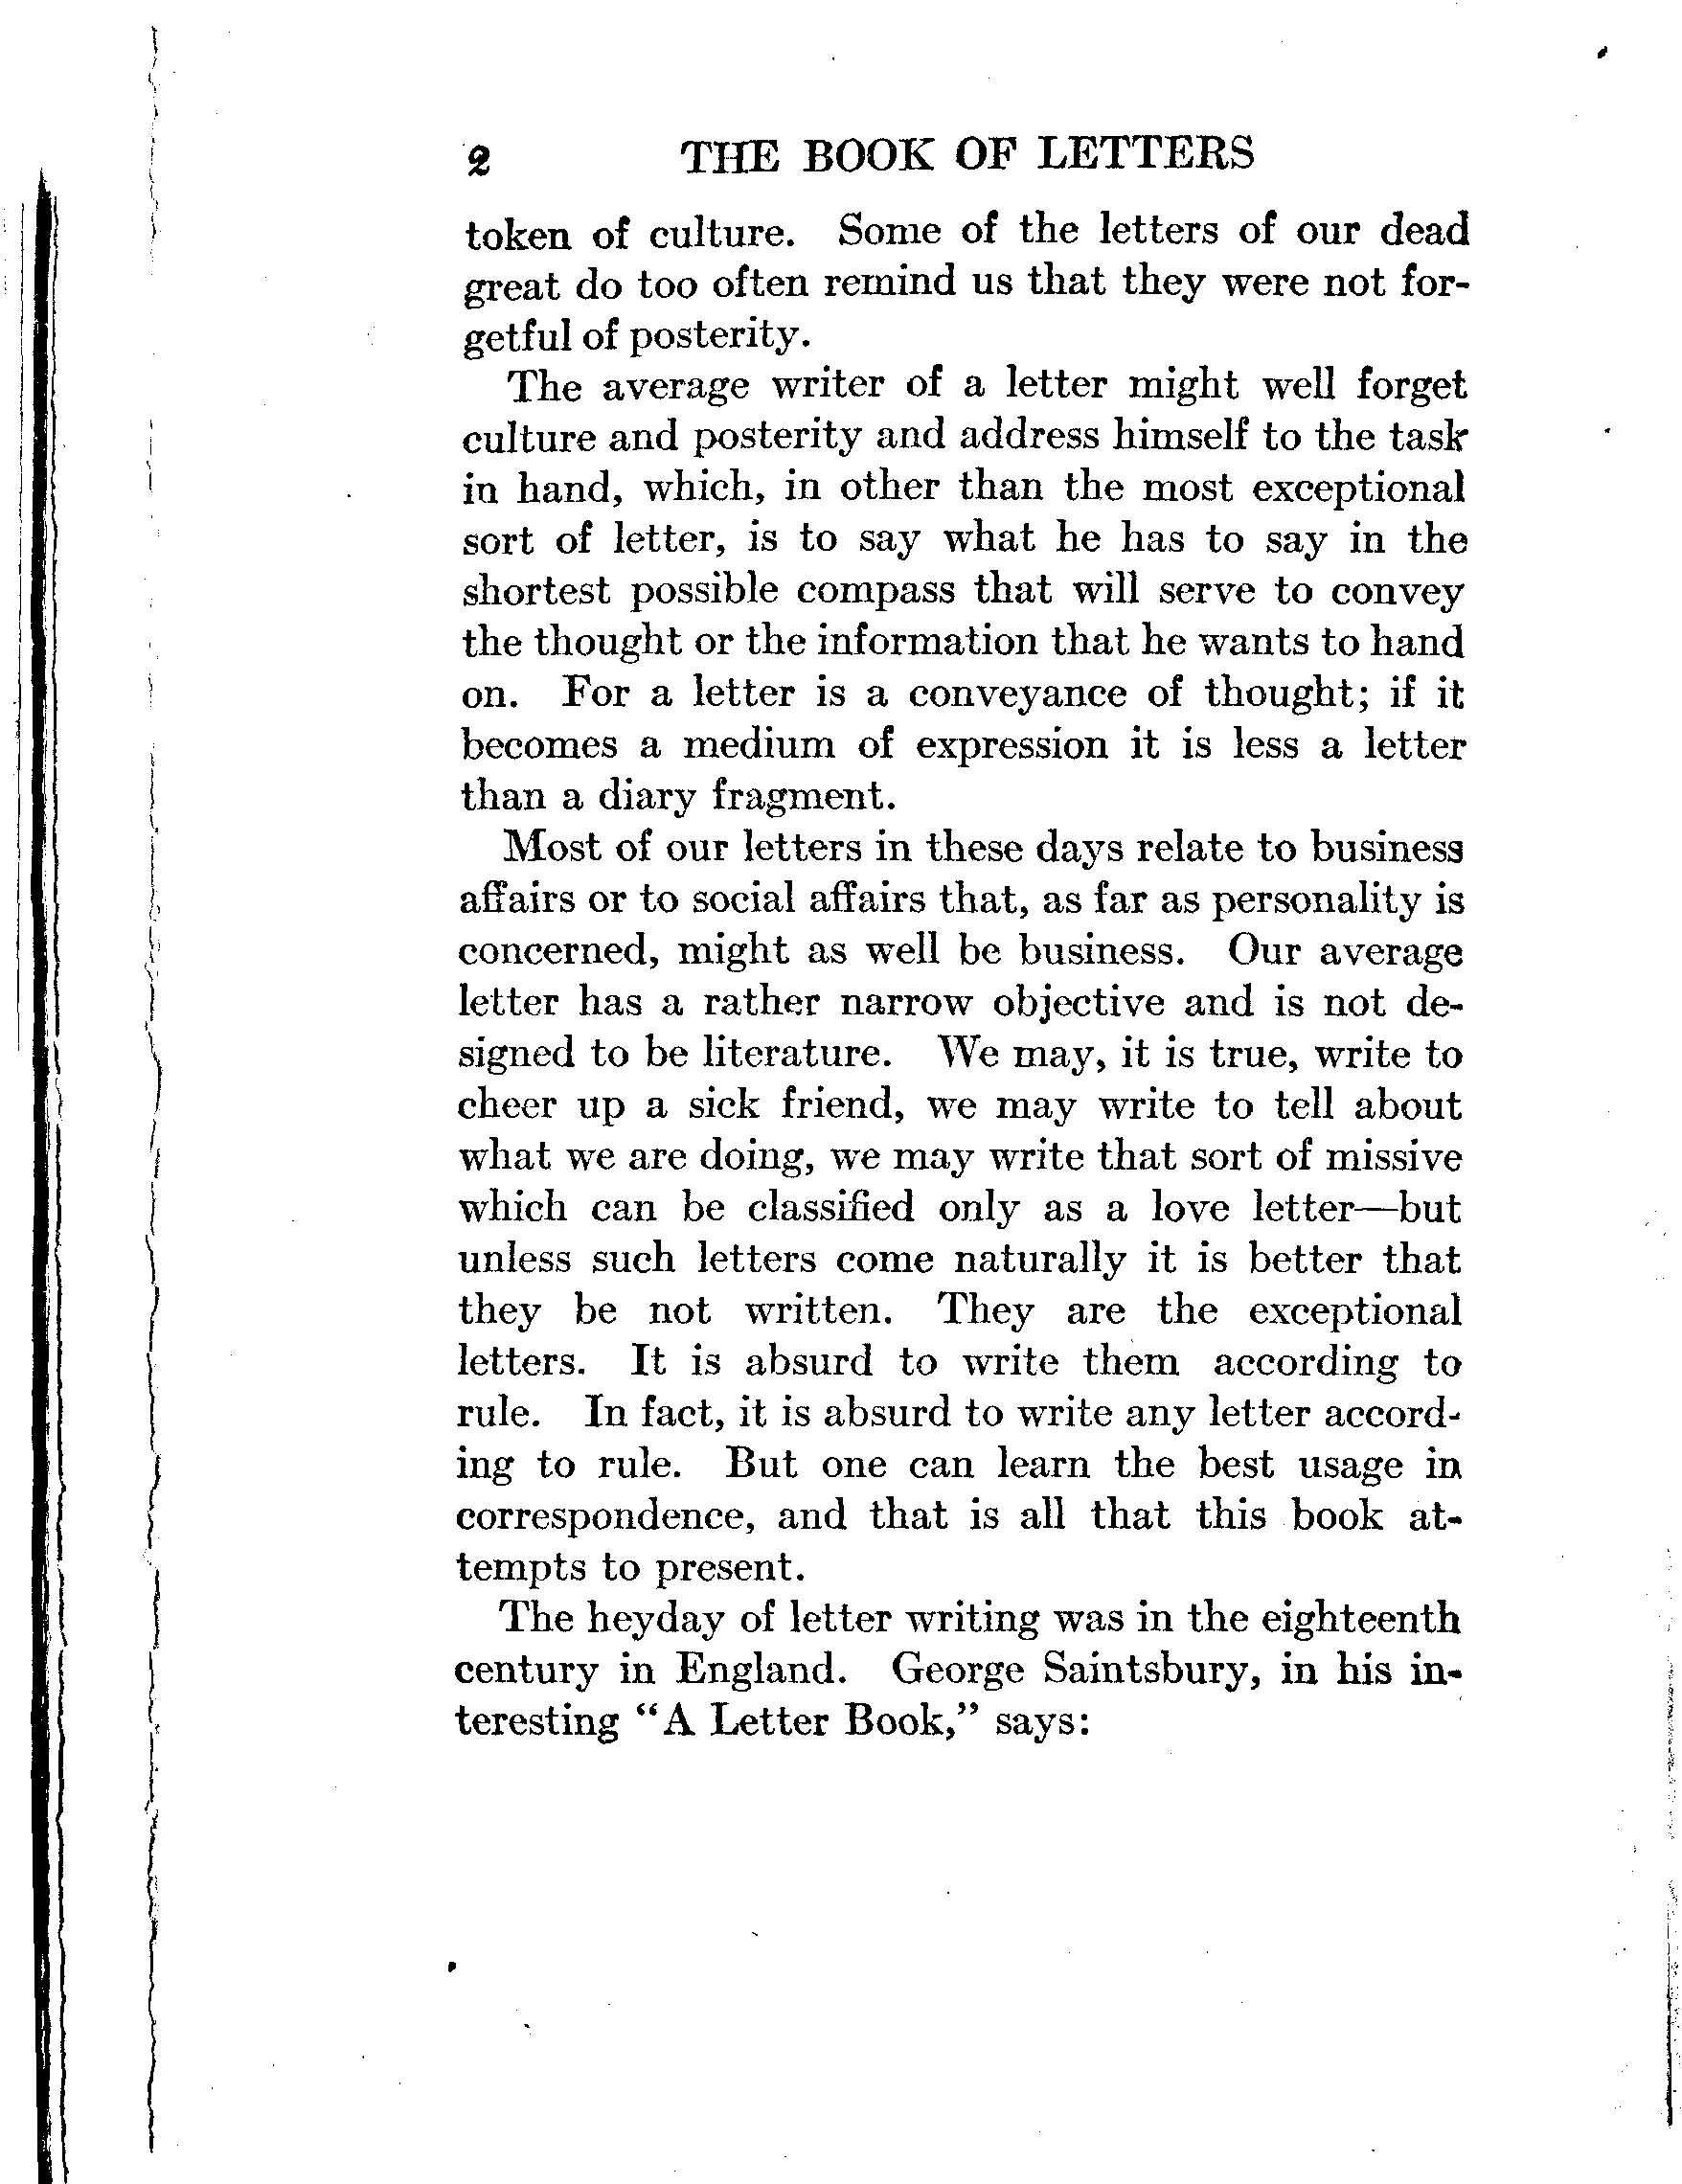 2 THE BOOK OF LETTERS
token of culture. Some of the letters of our dead
great do too often remind us that they were not for-
getful of posterity.
The average writer of a letter might well forget
culture and posterity and address himself to the task
in hand, which, in other than the most exceptional
sort of letter, is to say what he has to say in the
shortest possible compass that will serve to convey
the thought or the information that he wants to hand
on. For a letter is a conveyance of thought; if it
becomes a medium of expression it is less a letter
than a diary fragment.
Most of our letters in these days relate to business
affairs or to social affairs that, as far as personality is
concerned, might as well be business. Our average
letter has a rather narrow objective and is not de-
signed to be literature. We may, it is true, write to
cheer up a sick friend, we may write to tell about
what we are doing, we may write that sort of missive
which can be classified only as a love letter—but
unless such letters come naturally it is better that
they be not written. They are the exceptional
letters. It is absurd to write them according to
rule. In fact, it is absurd to write any letter accord-
ing to rule. But one can learn the best usage in
correspondence, and that is all that this book at-
tempts to present.
The heyday of letter writing was in the eighteenth
century in England. George Saintsbury, in his in-
teresting “A Letter Book,” says: